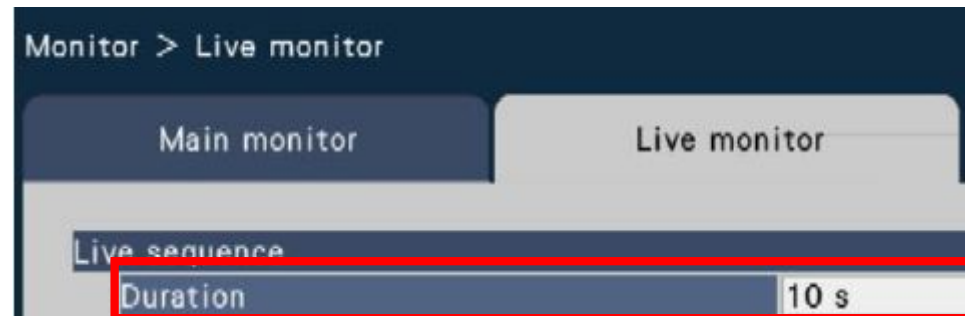 Monitor > Live monitor
Main monitor Live monitor
Live sequence
Duration 10 s